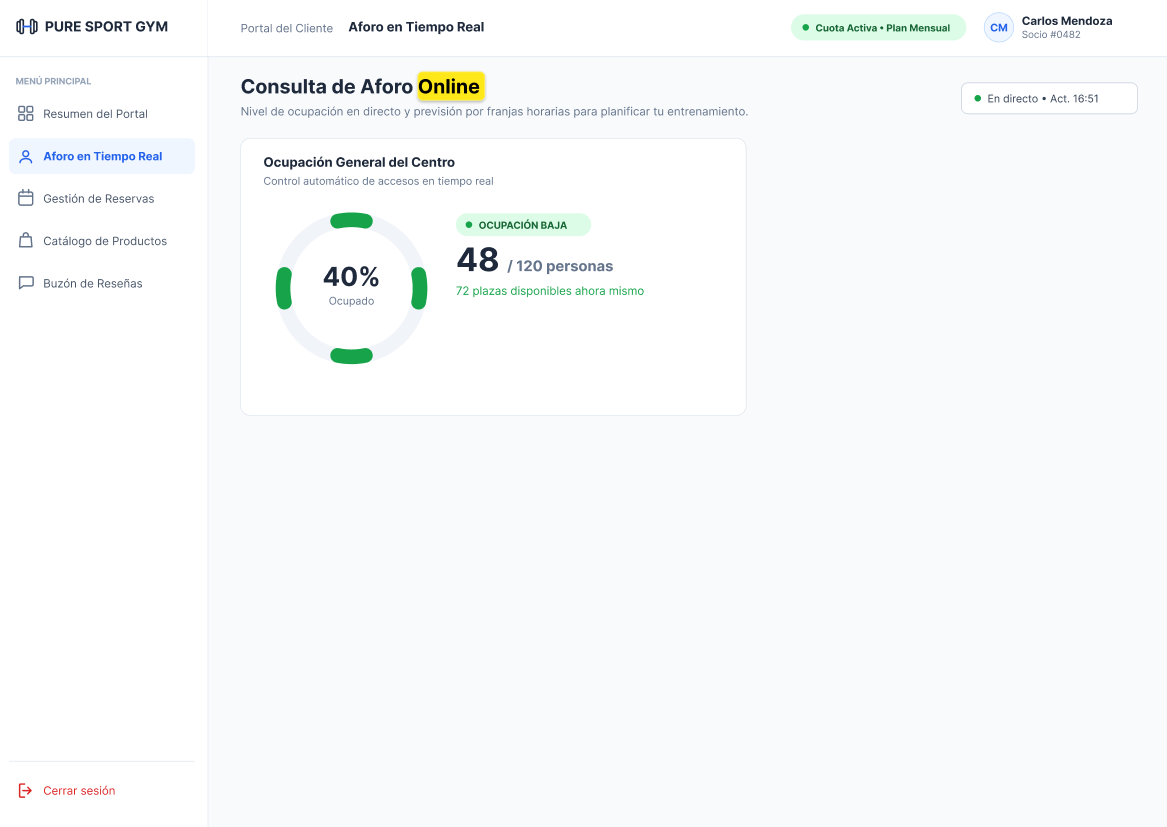 PURE SPORT GYM
Portal del Cliente
Aforo en Tiempo Real
Cuota Activa • Plan Mensual
CM
Carlos Mendoza
Socio #0482
MENÚ PRINCIPAL
Resumen del Portal
Aforo en Tiempo Real
Gestión de Reservas
Catálogo de Productos
Buzón de Reseñas
Cerrar sesión
Consulta de Aforo Online
Nivel de ocupación en directo y previsión por franjas horarias para planificar tu entrenamiento.
En directo • Act. 16:51
Ocupación General del Centro
Control automático de accesos en tiempo real
40%
Ocupado
OCUPACIÓN BAJA
48 / 120 personas
72 plazas disponibles ahora mismo